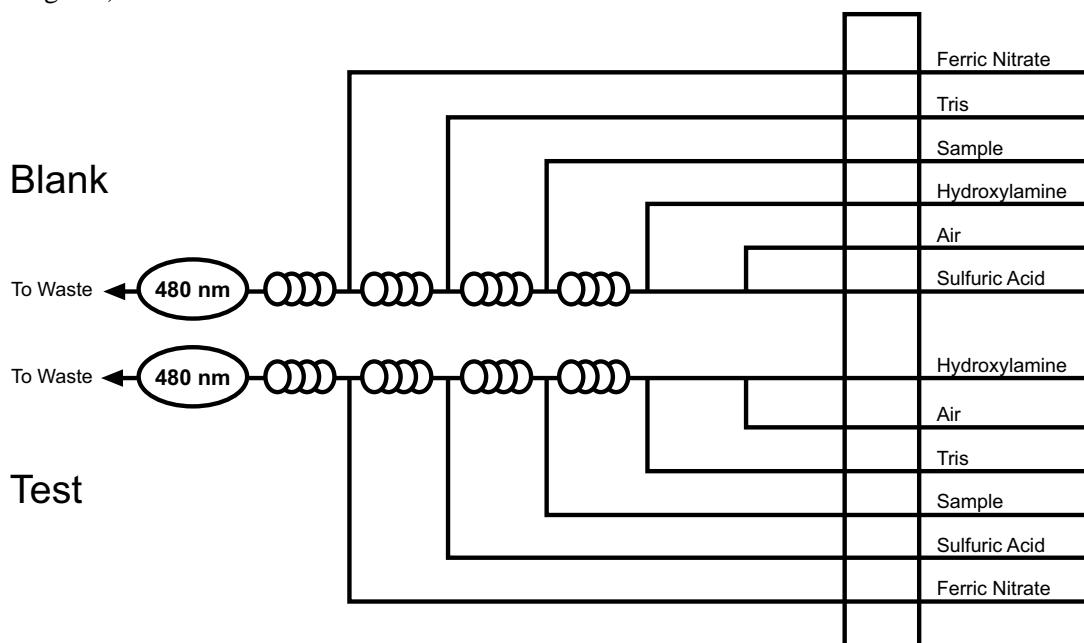 Ferric Nitrate
Tris
Sample
Blank
Hydroxylamine
Air
To Waste
480 nm
Sulfuric Acid
To Waste
480 nm
Hydroxylamine
Air
Tris
Test
Sample
Sulfuric Acid
Ferric Nitrate